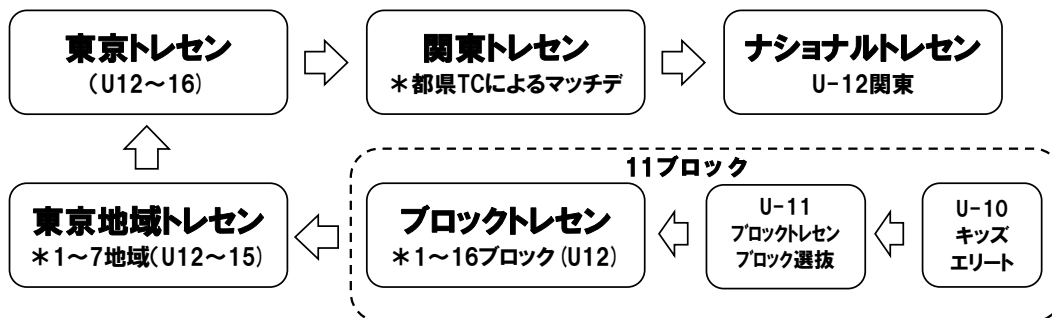 東京トレセン
（U12～16）
関東トレセン
＊都県TCによるマッチデ
ナショナルトレセン
U-12関東
11ブロック
東京地域トレセン
＊1～7地域（U12～15）
ブロックトレセン
＊1～16ブロック（U12）
U-11
ブロックトレセン
ブロック選抜
U-10
キッズ
エリート